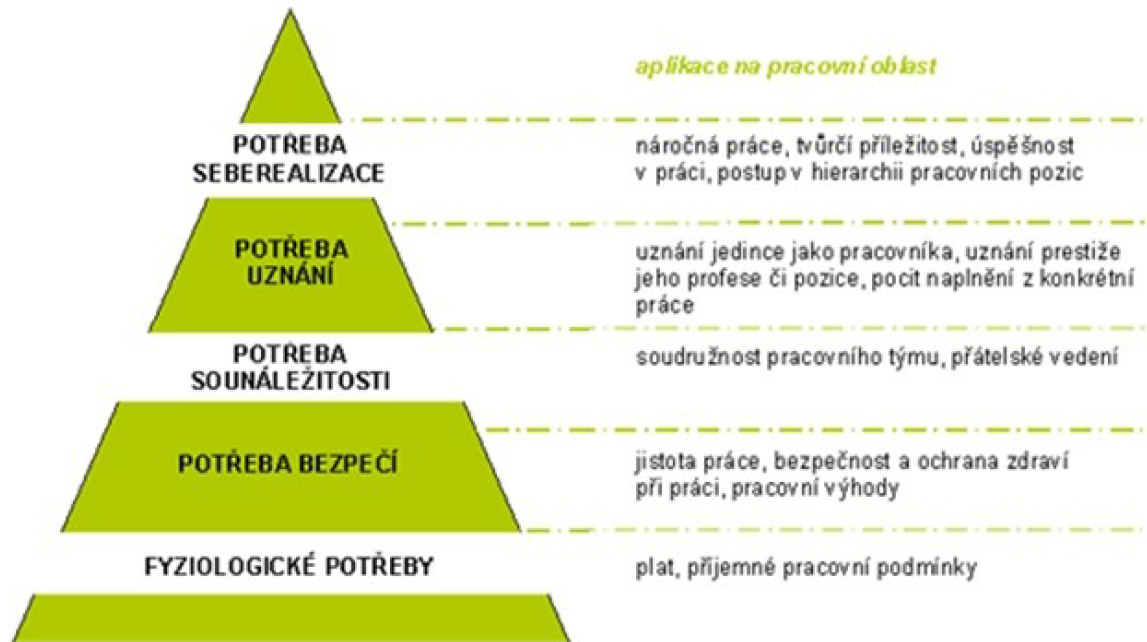 aplikace na pracovní oblast
POTŘEBA
SEBEREALIZACE
náročná práce, tvůrčí příležitost, úspěšnost
v práci, postup v hierarchii pracovních pozic
POTŘEBA
UZNÁNÍ
uznání jedince jako pracovníka, uznání prestiže
jeho profese či pozice, pocit naplnění z konkrétní
práce
POTŘEBA
SOUNÁLEŽITOSTI
soudružnost pracovního týmu, přátelské vedení
POTŘEBA BEZPEČÍ
jistota práce, bezpečnost a ochrana zdraví
při práci, pracovní výhody
FYZIOLOGICKÉ POTŘEBY
plat, příjemné pracovní podmínky